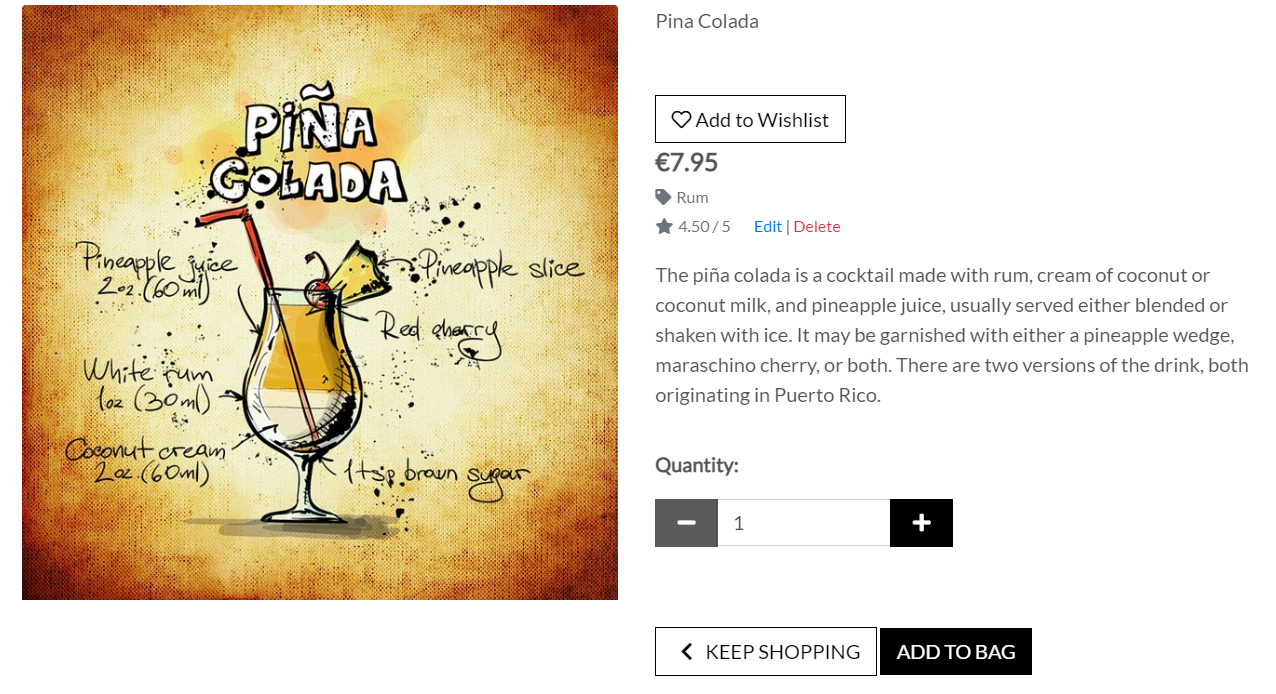 PIÑA
COLADA
Pineapple juice
2oz.(60ml)
Pineapple slice
Red cherry
White rum
1oz (30ml)
Coconut cream
2oz.(60ml)
1tsp brown sugar
Pina Colada
Add to Wishlist
€7.95
Rum
4.50 / 5 Edit | Delete
The piña colada is a cocktail made with rum, cream of coconut or
coconut milk, and pineapple juice, usually served either blended or
shaken with ice. It may be garnished with either a pineapple wedge,
maraschino cherry, or both. There are two versions of the drink, both
originating in Puerto Rico.
Quantity:
1
KEEP SHOPPING ADD TO BAG